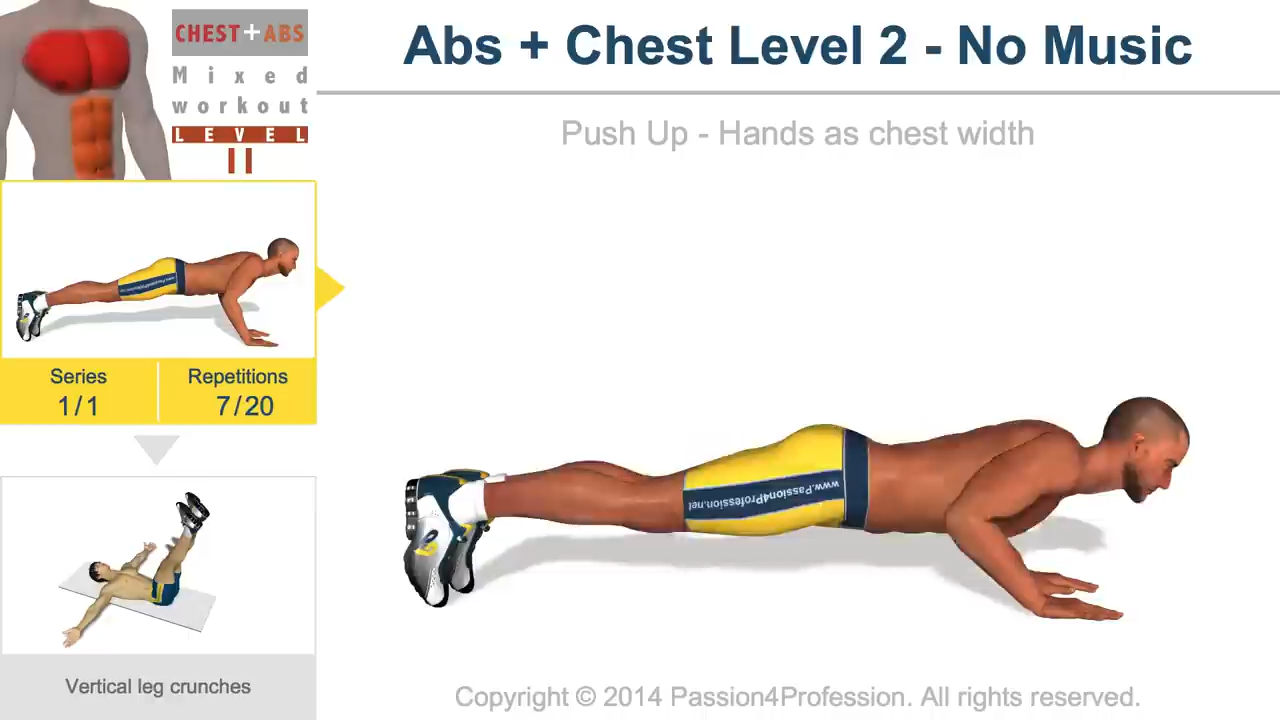 CHEST+ABS
Mixed
workout
LEVEL
II
Abs + Chest Level 2 - No Music
Push Up - Hands as chest width
Series
1/1
Repetitions
7/20
www.Passion4Profession.net
Vertical leg crunches
Copyright © 2014 Passion4Profession. All rights reserved.